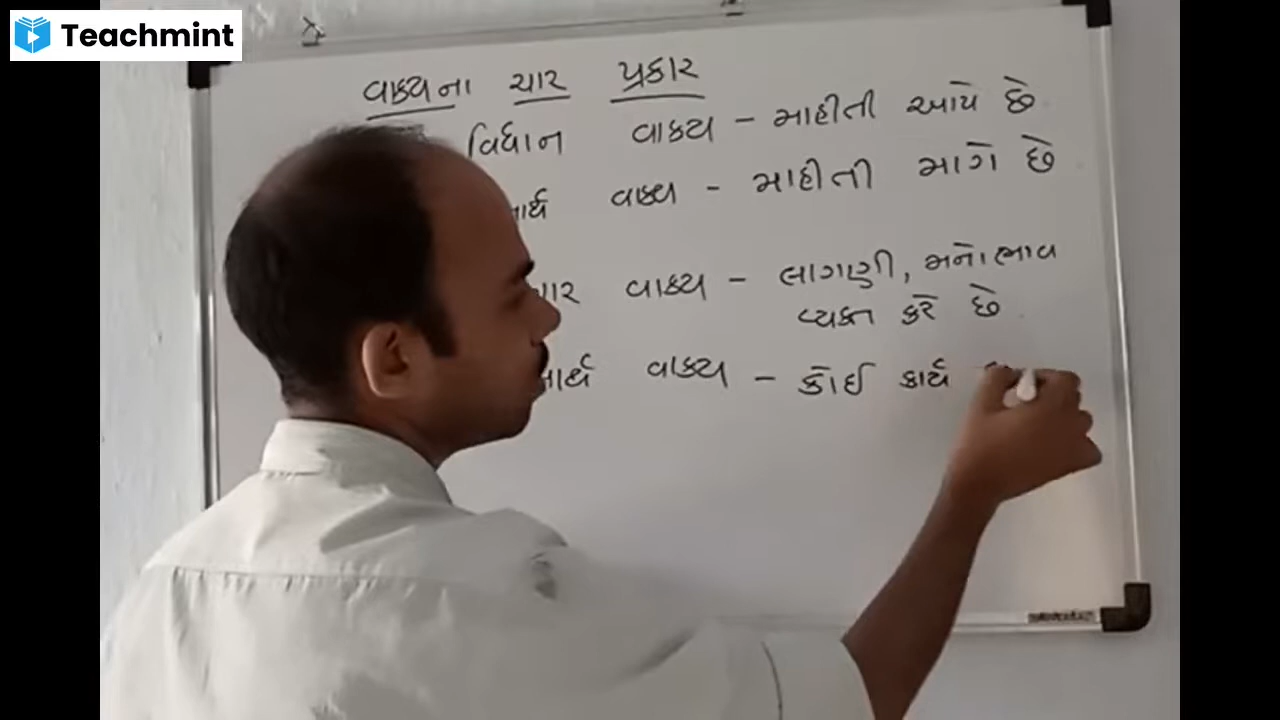 Teachmint
વાક્યના ચાર પ્રકાર
વિધાન વાક્ય - માહીતી આપે છે
વાક્ય - માહીતી માગે છે
વાક્ય - લાગણી, મનોભાવ
વ્યક્ત કરે છે
વાક્ય - કોઈ કાર્ય